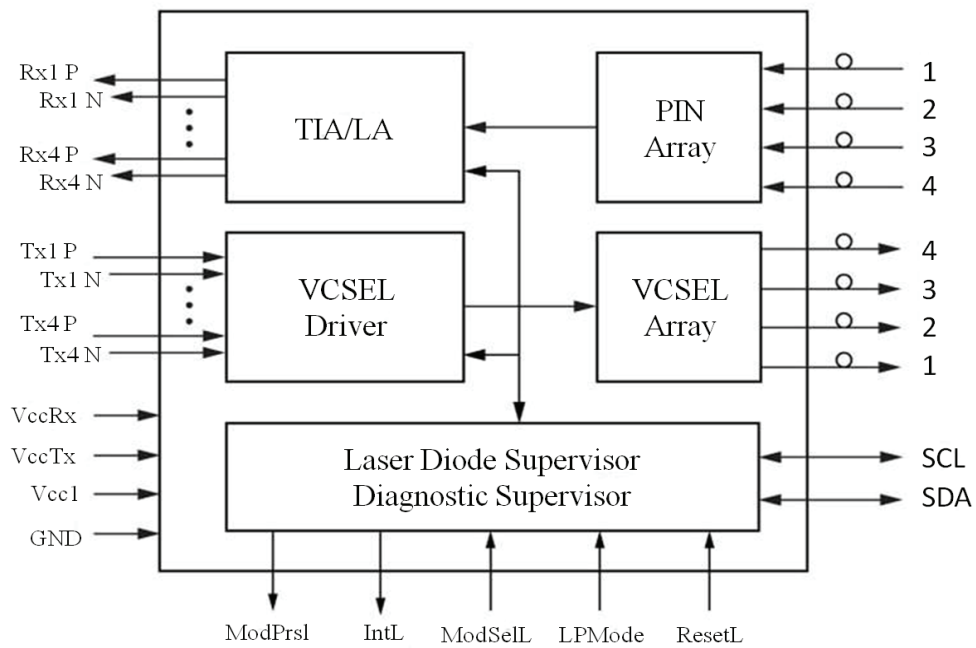 Rx1 P
Rx1 N
Rx4 P
Rx4 N
TIA/LA
PIN
Array
1
2
3
4
Tx1 P
Tx1 N
Tx4 P
Tx4 N
VCSEL
Driver
VCSEL
Array
4
3
2
1
VccRx
VccTx
Vcc1
GND
Laser Diode Supervisor
Diagnostic Supervisor
SCL
SDA
ModPrsl
IntL
ModSelL
LPMode
ResetL